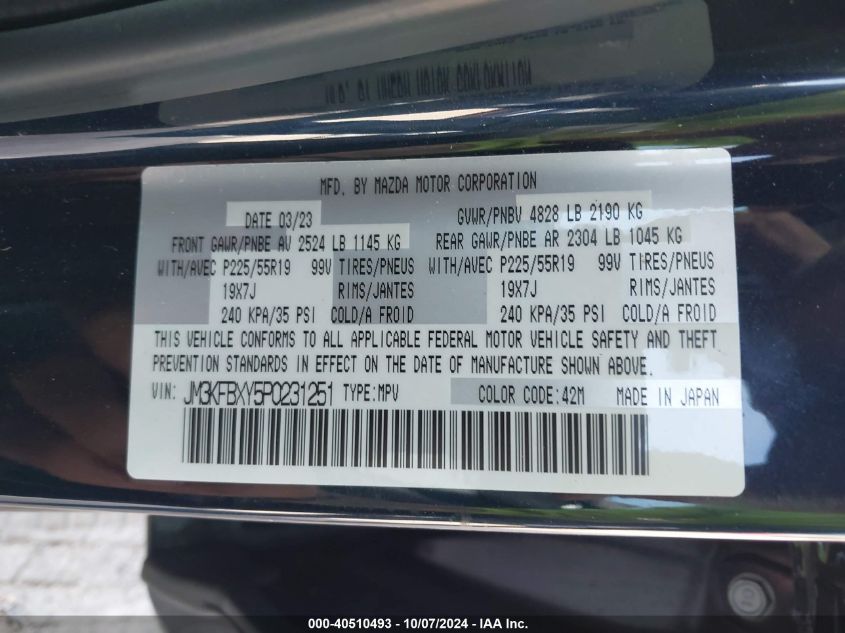 MFD. BY MAZDA MOTOR CORPORATION
DATE 03/23 GVWR/PNBV 4828 LB 2190 KG
FRONT GAWR/PNBE AV 2524 LB 1145 KG REAR GAWR/PNBE AR 2304 LB 1045 KG
WITH/AVEC P225/55R19 99V TIRES/PNEUS WITH/AVEC P225/55R19 99V TIRES/PNEUS
19X7J RIMS/JANTES 19X7J RIMS/JANTES
240 KPA/35 PSI COLD/A FROID 240 KPA/35 PSI COLD/A FROID
THIS VEHICLE CONFORMS TO ALL APPLICABLE FEDERAL MOTOR VEHICLE SAFETY AND THEFT
PREVENTION STANDARDS IN EFFECT ON THE DATE OF MANUFACTURE SHOWN ABOVE.
VIN: JM3KFBXY5P0231251 TYPE:MPV COLOR CODE:42M MADE IN JAPAN
000-40510493 - 10/07/2024 - IAA Inc.